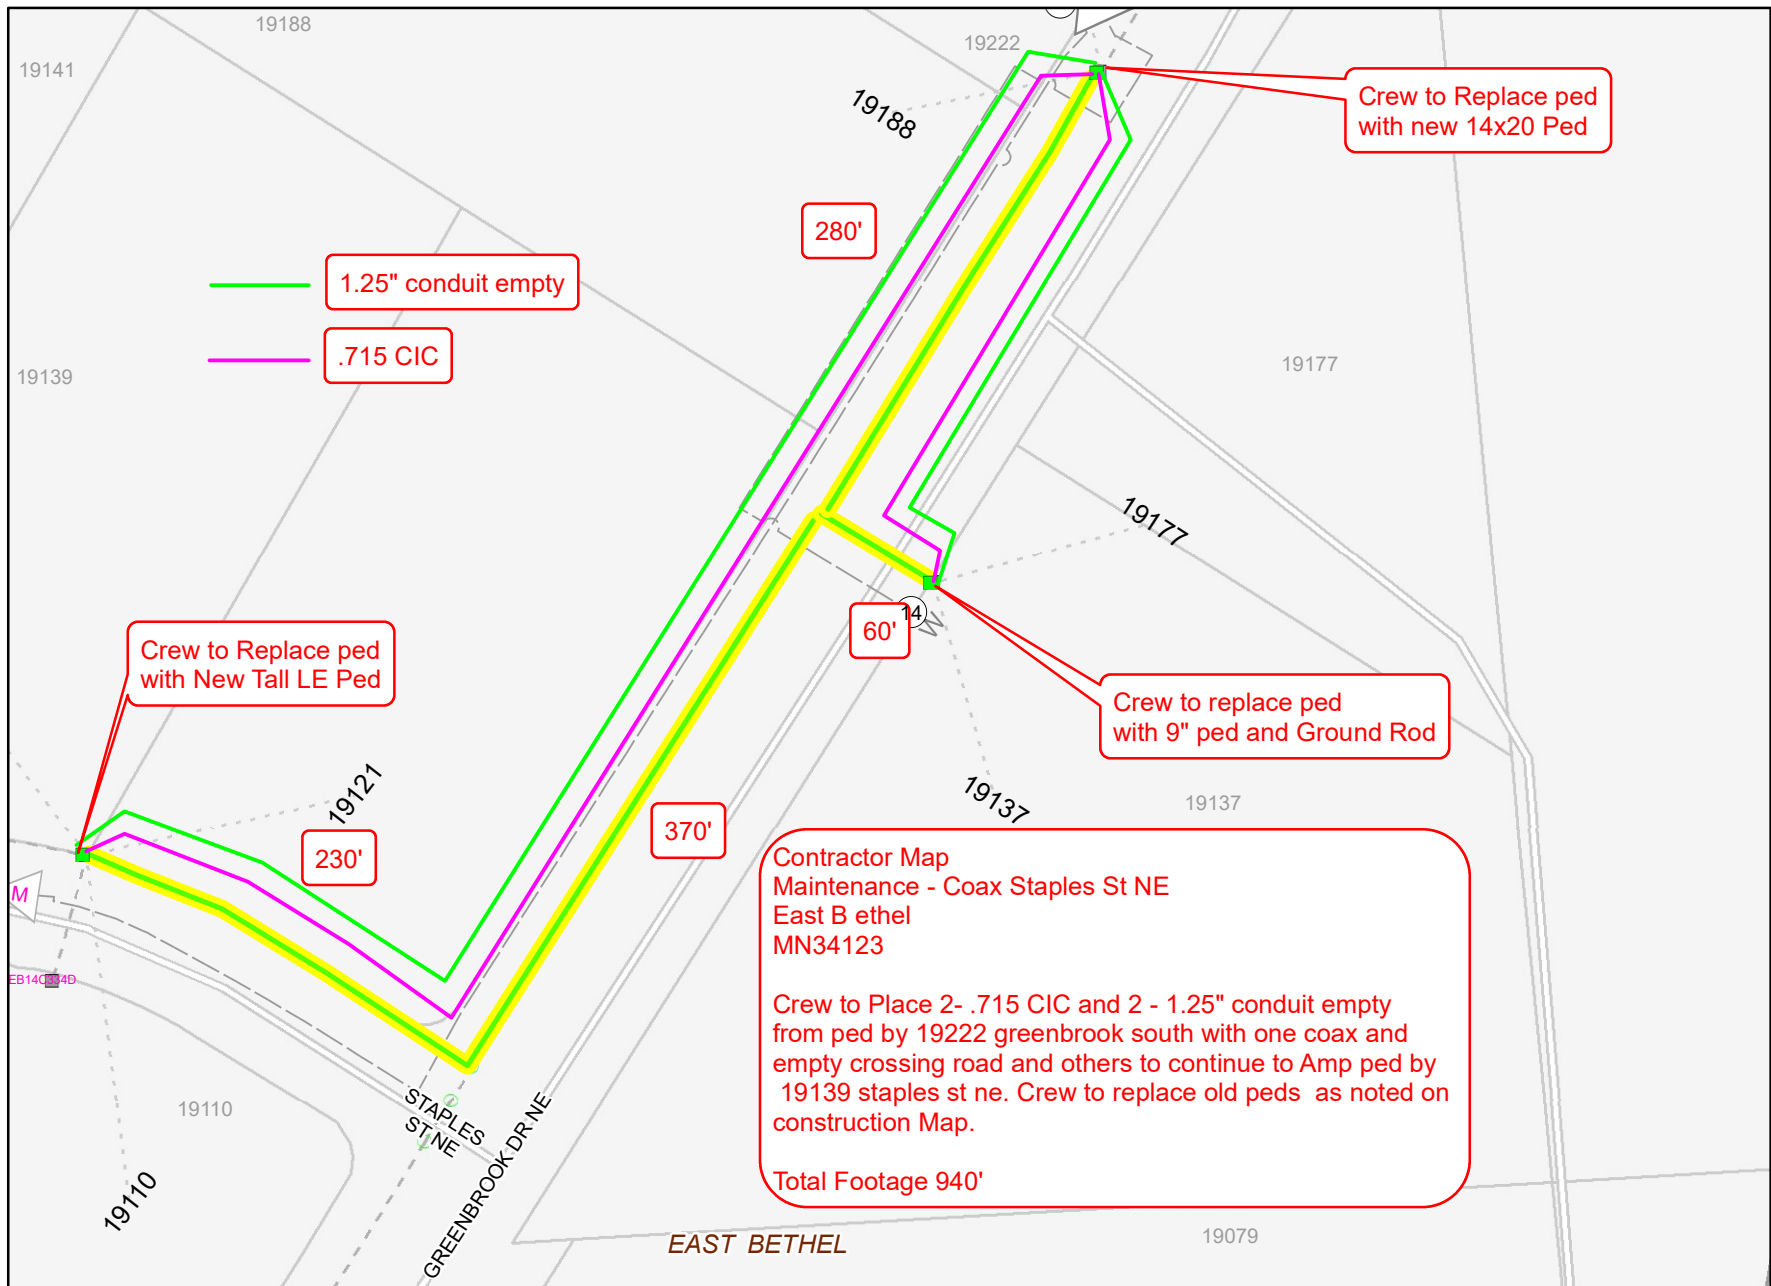 19188
19141
19222
19188
Crew to Replace ped
with new 14x20 Ped
280'
1.25" conduit empty
.715 CIC
19139
19177
19177
14
W
60'
Crew to Replace ped
with New Tall LE Ped
Crew to replace ped
with 9" ped and Ground Rod
19121
19137
19137
370'
230'
M
EB14C334D
Contractor Map
Maintenance - Coax Staples St NE
East B ethel
MN34123
Crew to Place 2- .715 CIC and 2 - 1.25" conduit empty
from ped by 19222 greenbrook south with one coax and
empty crossing road and others to continue to Amp ped by
19139 staples st ne. Crew to replace old peds  as noted on
construction Map.
Total Footage 940'
19110
STAPLES
ST NE
GREENBROOK DR NE
19110
EAST BETHEL
19079